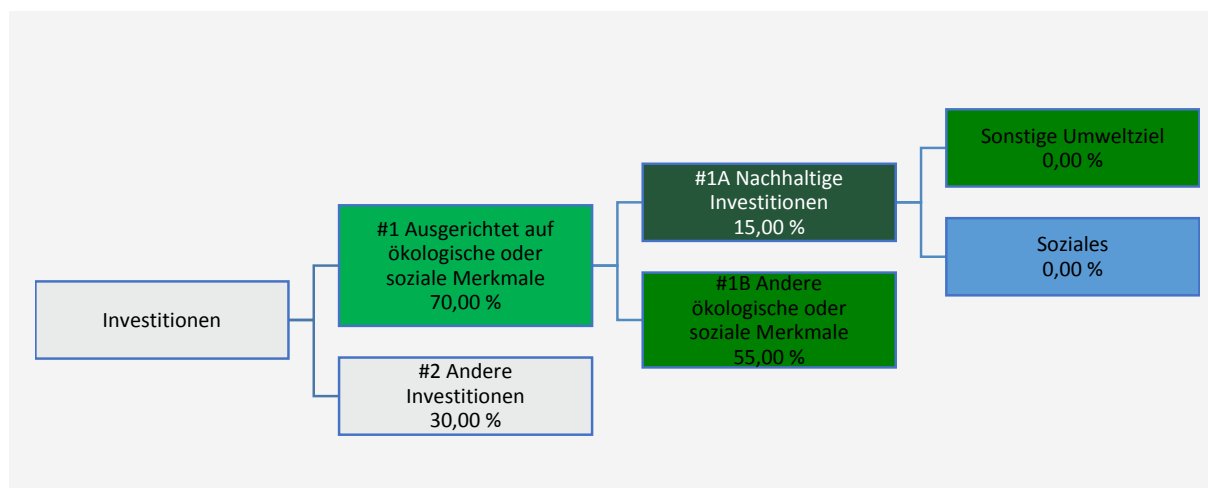 Investitionen
#1 Ausgerichtet auf
ökologische oder
soziale Merkmale
70,00 %
#2 Andere
Investitionen
30,00 %
#1A Nachhaltige
Investitionen
15,00 %
#1B Andere
ökologische oder
soziale Merkmale
55,00 %
Sonstige Umweltziel
0,00 %
Soziales
0,00 %